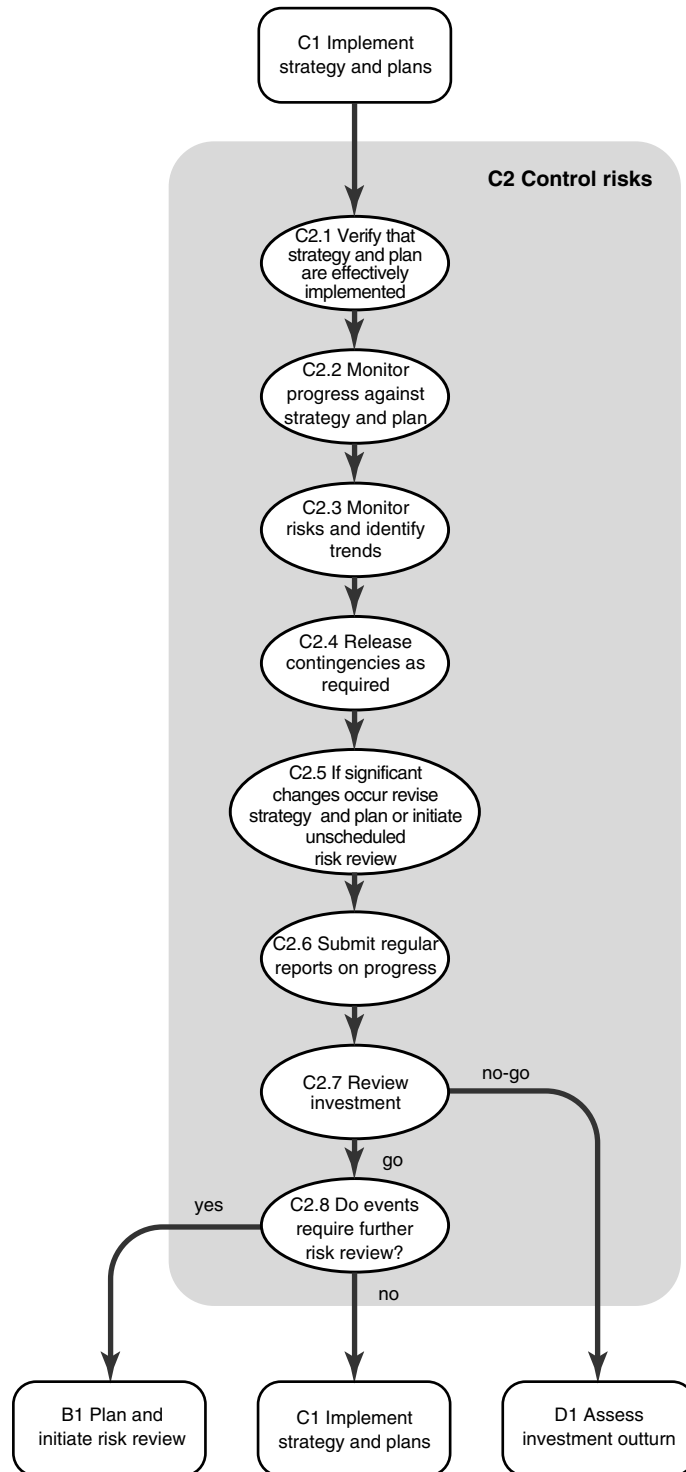 C1 Implement
strategy and plans
C2 Control risks
C2.1 Verify that
strategy and plan
are effectively
implemented
C2.2 Monitor
progress against
strategy and plan
C2.3 Monitor
risks and identify
trends
C2.4 Release
contingencies as
required
C2.5 If significant
changes occur revise
strategy and plan or initiate
unscheduled
risk review
C2.6 Submit regular
reports on progress
C2.7 Review
investment
no-go
go
C2.8 Do events
require further
risk review?
yes
no
B1 Plan and
initiate risk review
C1 Implement
strategy and plans
D1 Assess
investment outturn